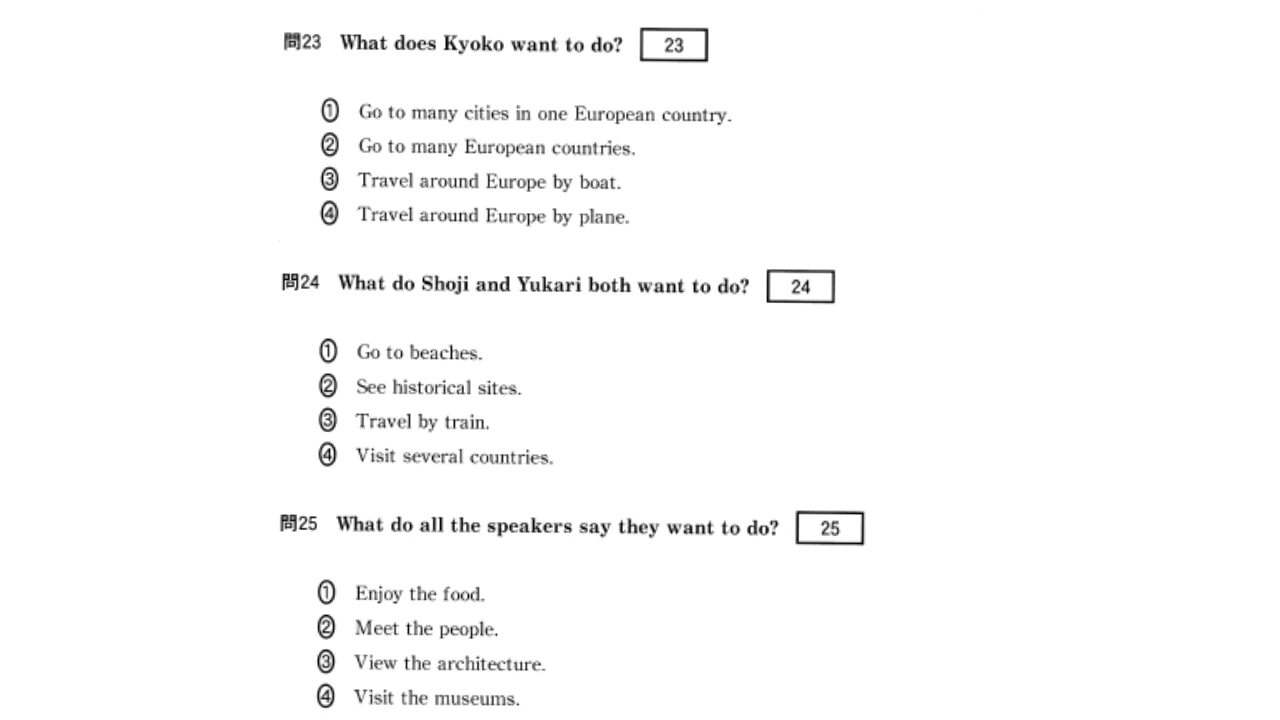 問23 What does Kyoko want to do? 23
① Go to many cities in one European country.
② Go to many European countries.
③ Travel around Europe by boat.
④ Travel around Europe by plane.
問24 What do Shoji and Yukari both want to do? 24
① Go to beaches.
② See historical sites.
③ Travel by train.
④ Visit several countries.
問25 What do all the speakers say they want to do? 25
① Enjoy the food.
② Meet the people.
③ View the architecture.
④ Visit the museums.